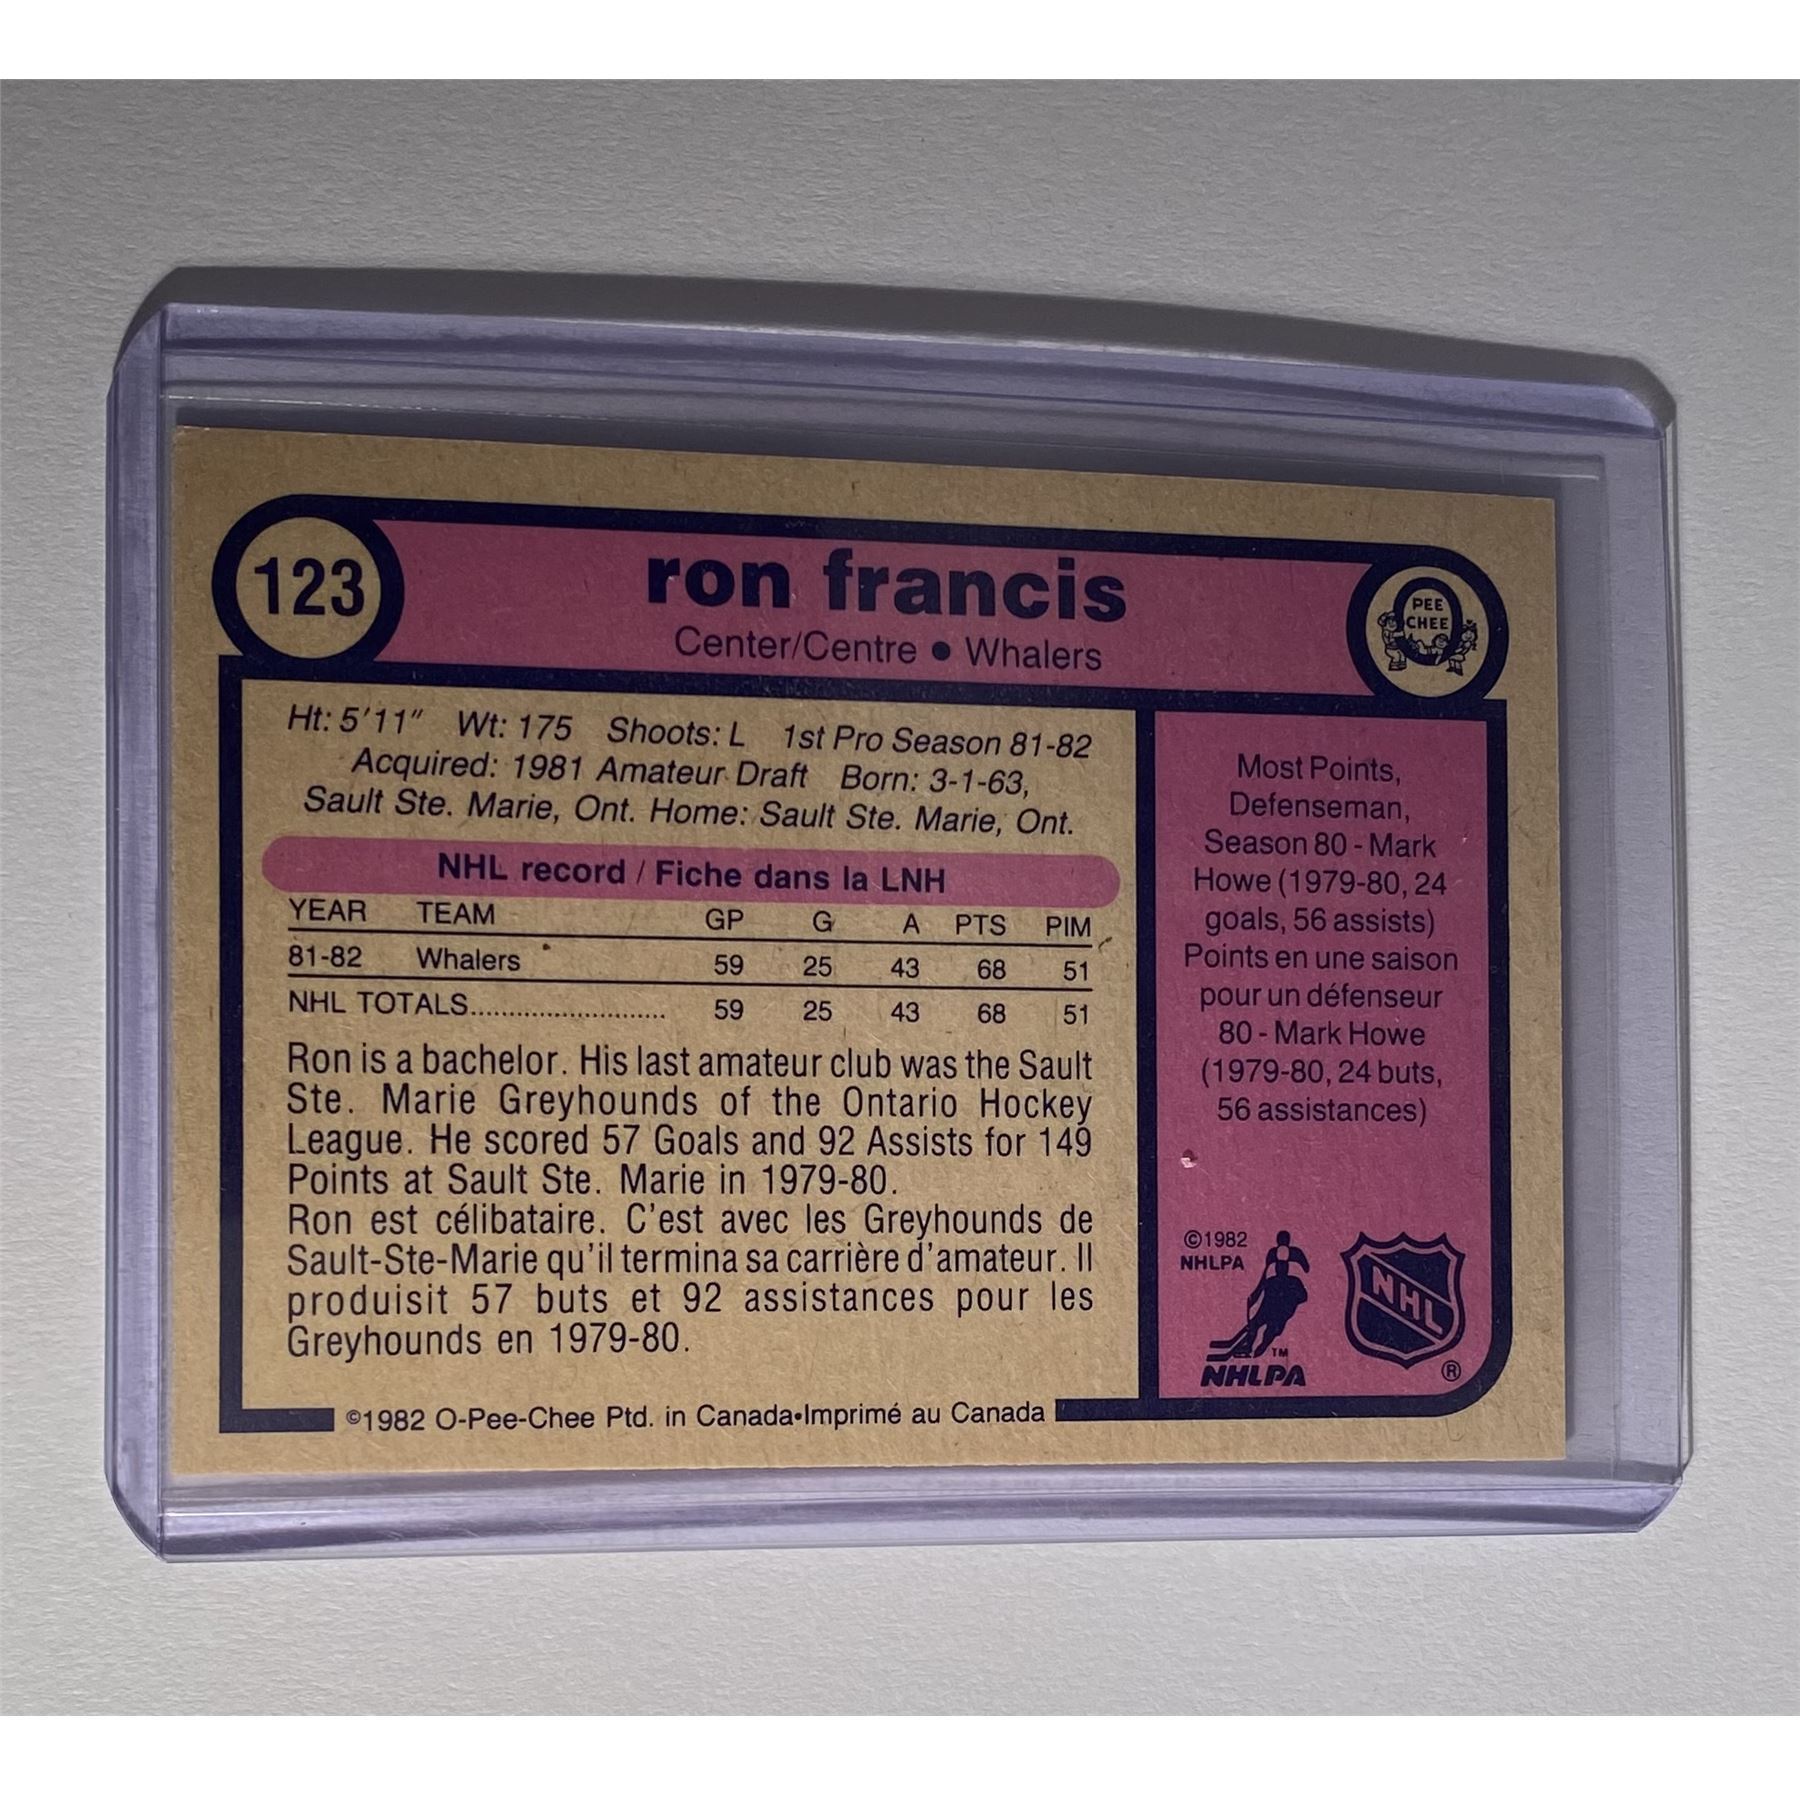 123
ron francis
Center/Centre • Whalers
PEE
CHEE
Ht: 5'11" Wt: 175 Shoots: L 1st Pro Season 81-82
Acquired: 1981 Amateur Draft Born: 3-1-63,
Sault Ste. Marie, Ont. Home: Sault Ste. Marie, Ont.
NHL record / Fiche dans la LNH
YEAR TEAM GP G A PTS PIM
81-82 Whalers 59 25 43 68 51
NHL TOTALS.......................... 59 25 43 68 51
Ron is a bachelor. His last amateur club was the Sault
Ste. Marie Greyhounds of the Ontario Hockey
League. He scored 57 Goals and 92 Assists for 149
Points at Sault Ste. Marie in 1979-80.
Ron est célibataire. C'est avec les Greyhounds de
Sault-Ste-Marie qu'il termina sa carrière d'amateur. Il
produisit 57 buts et 92 assistances pour les
Greyhounds en 1979-80.
©1982 O-Pee-Chee Ptd. in Canada•Imprimé au Canada
Most Points,
Defenseman,
Season 80 - Mark
Howe (1979-80, 24
goals, 56 assists)
Points en une saison
pour un défenseur
80 - Mark Howe
(1979-80, 24 buts,
56 assistances)
©1982
NHLPA
TM
NHLPA
NHL
®